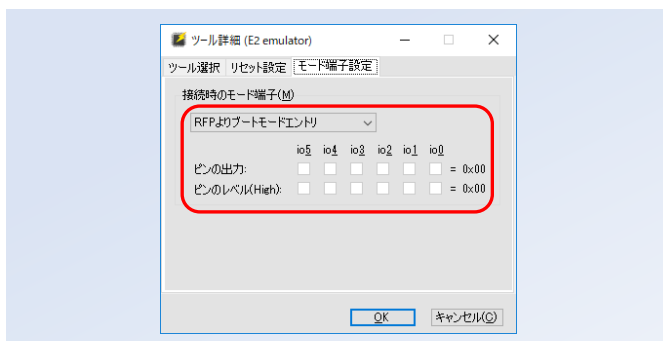 ツール詳細 (E2 emulator)
ツール選択 リセット設定 モード端子設定
接続時のモード端子(M)
RFPよりブートモードエントリ
io5 io4 io3 io2 io1 io0
ピンの出力: = 0x00
ピンのレベル(High): = 0x00
OK キャンセル(C)